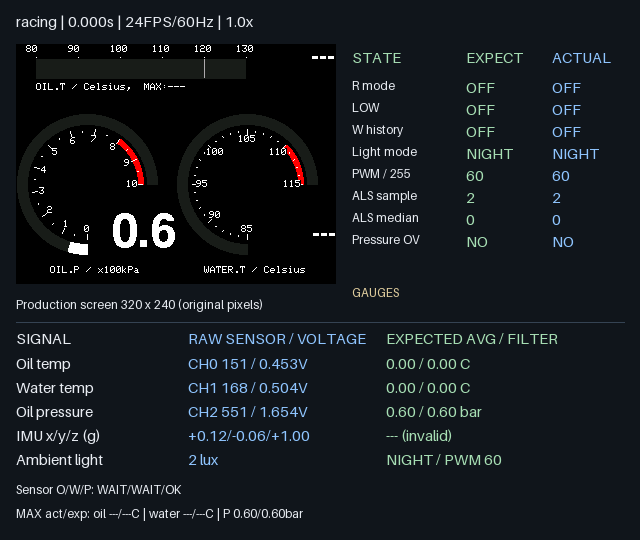 racing | 0.000s | 24FPS/60Hz | 1.0x
80 90 100 110 120 130
---
OIL.T / Celsius, MAX:---
0 1 2 3 4 5 6 7 8 9 10
0.6
OIL.P / x100kPa
85 90 95 100 105 110 115
---
WATER.T / Celsius
STATE EXPECT ACTUAL
R mode OFF OFF
LOW OFF OFF
W history OFF OFF
Light mode NIGHT NIGHT
PWM / 255 60 60
ALS sample 2 2
ALS median 0 0
Pressure OV NO NO
GAUGES
Production screen 320 x 240 (original pixels)
SIGNAL RAW SENSOR / VOLTAGE EXPECTED AVG / FILTER
Oil temp CH0 151 / 0.453V 0.00 / 0.00 C
Water temp CH1 168 / 0.504V 0.00 / 0.00 C
Oil pressure CH2 551 / 1.654V 0.60 / 0.60 bar
IMU x/y/z (g) +0.12/-0.06/+1.00 --- (invalid)
Ambient light 2 lux NIGHT / PWM 60
Sensor O/W/P: WAIT/WAIT/OK
MAX act/exp: oil --/---C | water --/---C | P 0.60/0.60bar